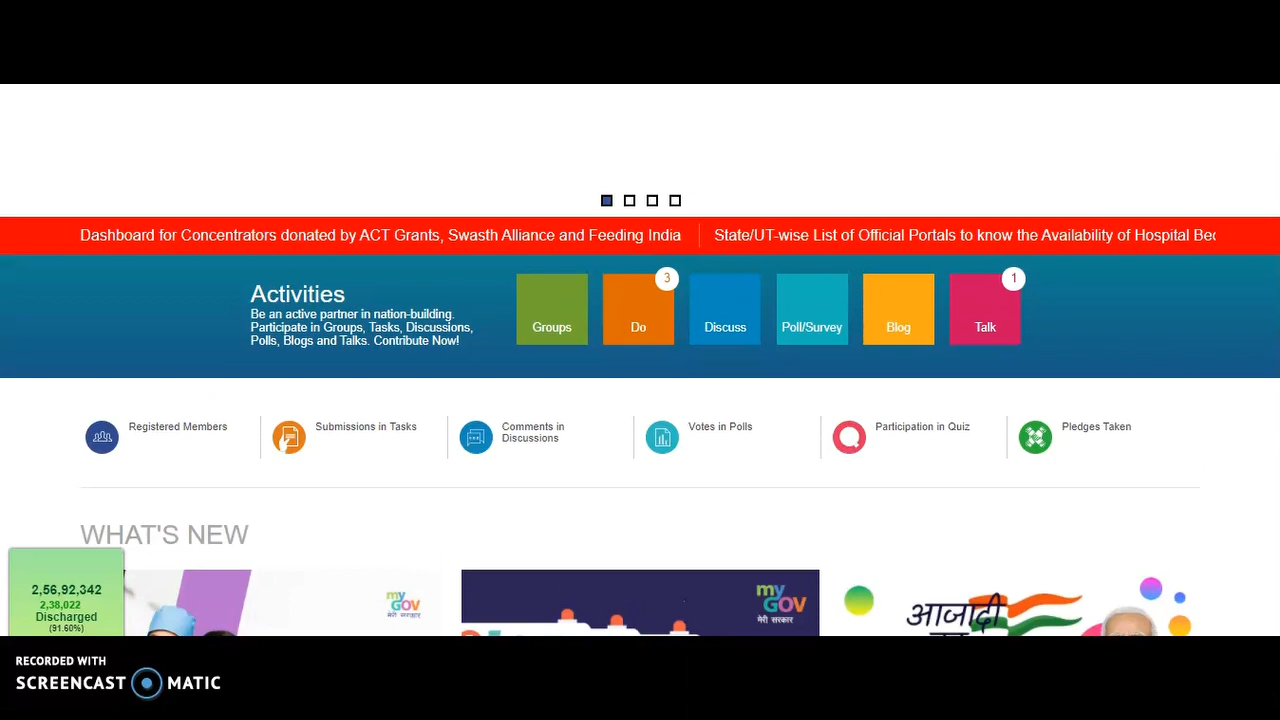 Dashboard for Concentrators donated by ACT Grants, Swasth Alliance and Feeding India
State/UT-wise List of Official Portals to know the Availability of Hospital
Activities
Be an active partner in nation-building.
Participate in Groups, Tasks, Discussions,
Polls, Blogs and Talks. Contribute Now!
Groups
3
Do
Discuss
Poll/Survey
Blog
1
Talk
Registered Members
Submissions in Tasks
Comments in
Discussions
Votes in Polls
Participation in Quiz
Pledges Taken
WHAT'S NEW
2,56,92,342
2,38,022
Discharged
(91.60%)
my
GOV
मेरी सरकार
my
GOV
मेरी सरकार
आजादी
RECORDED WITH
SCREENCAST MATIC